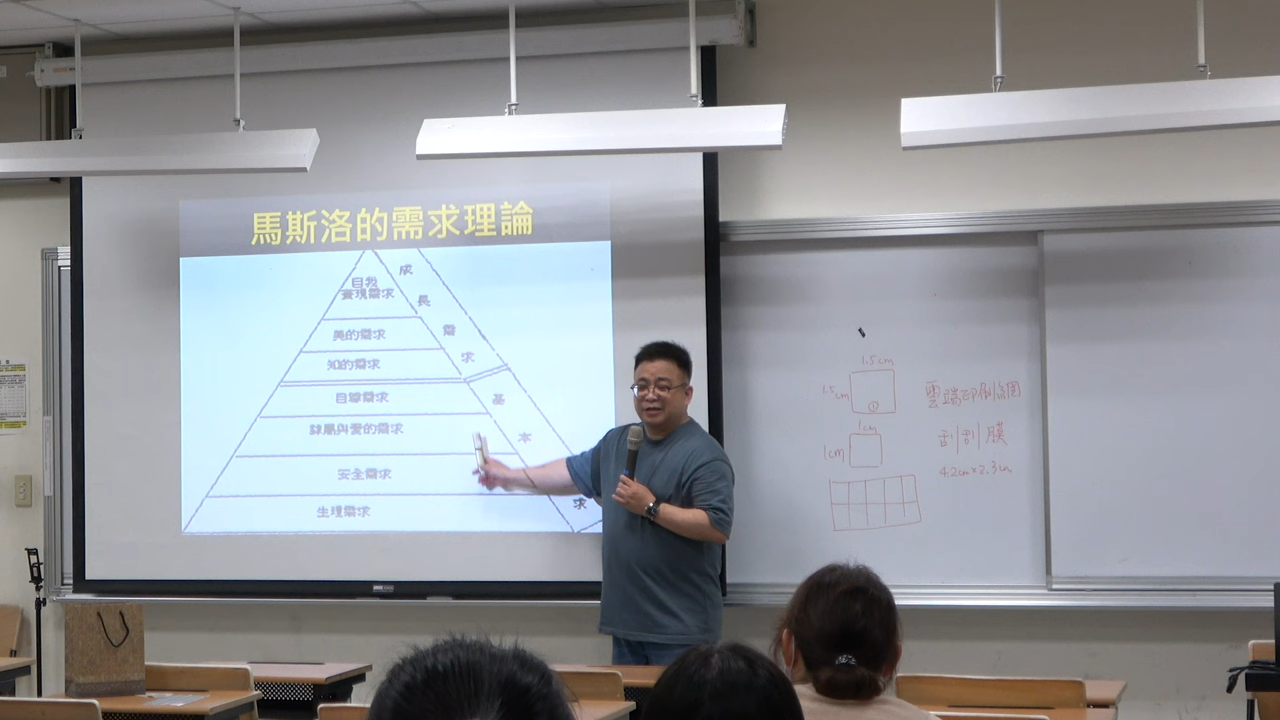 馬斯洛的需求理論
自我
實現需求
美的需求
知的需求
自尊需求
隸屬與愛的需求
安全需求
生理需求
成長需求
基本
求
1.5cm
1.5cm
①
1cm
1cm
雲端印刷網
刮刮膜
4.2cm×2.3cm